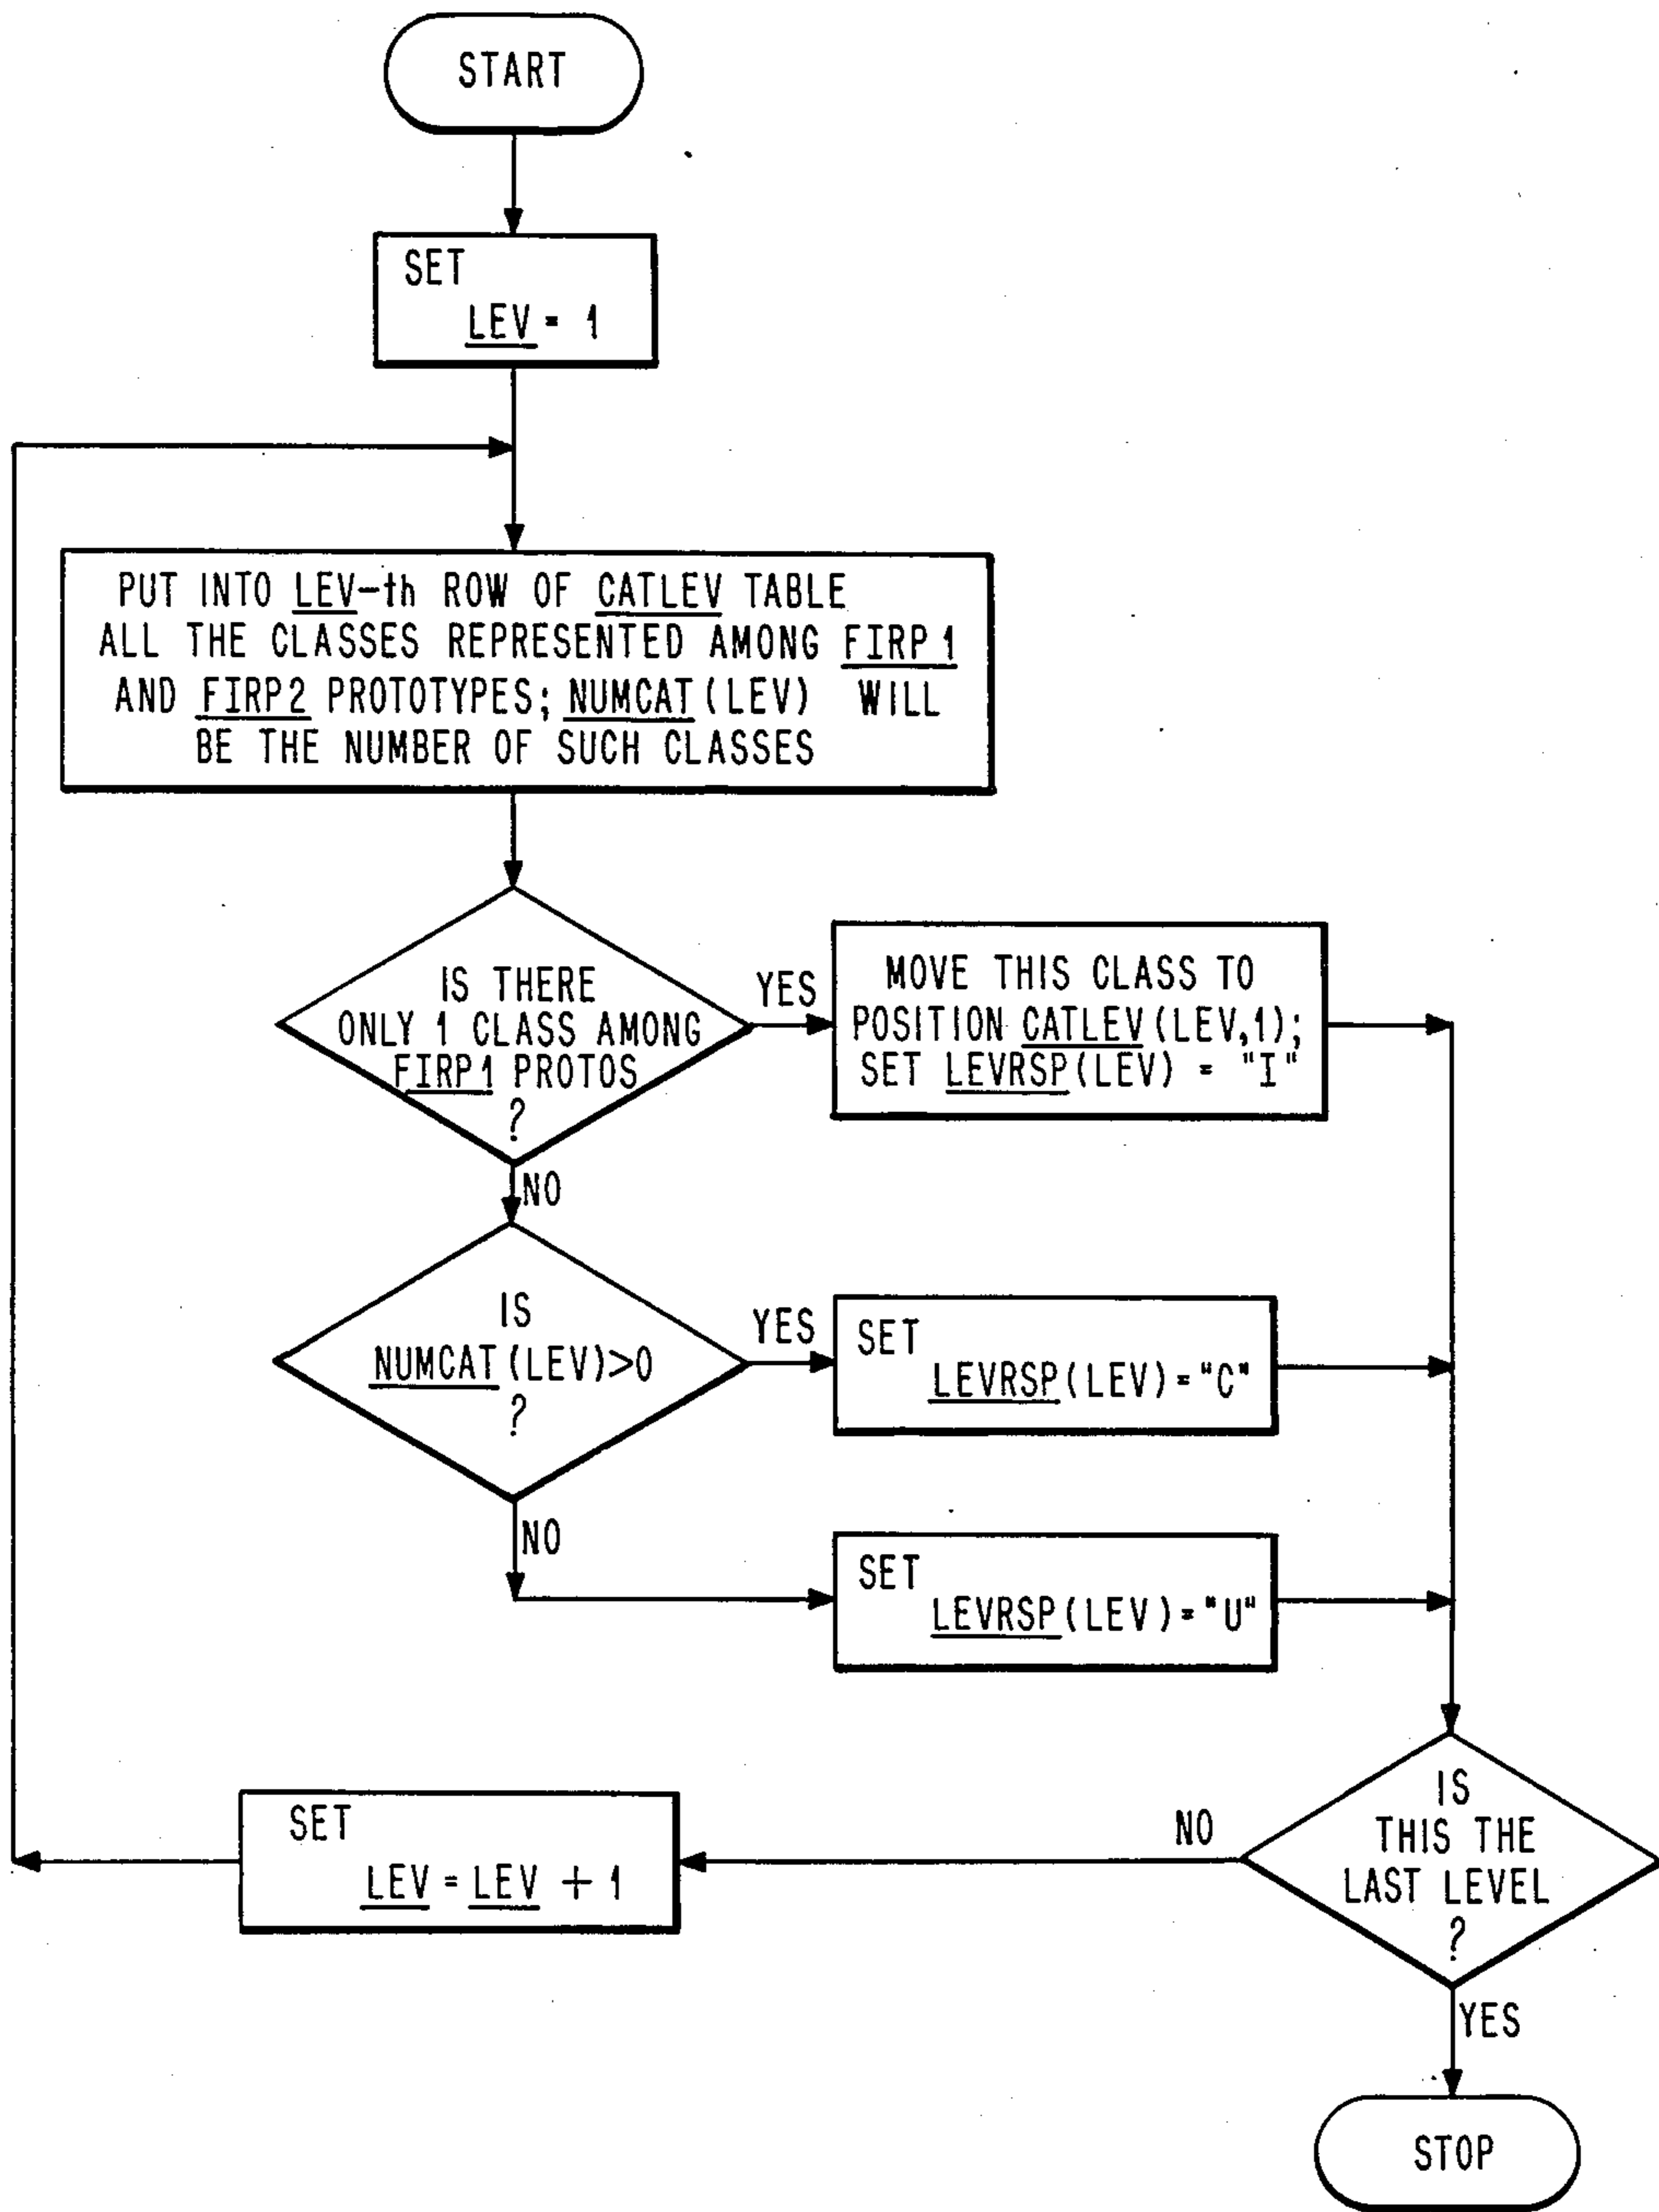 START
SET
LEV = 1
PUT INTO LEV-th ROW OF CATLEV TABLE
ALL THE CLASSES REPRESENTED AMONG FIRP1
AND FIRP2 PROTOTYPES; NUMCAT(LEV) WILL
BE THE NUMBER OF SUCH CLASSES
IS THERE
ONLY 1 CLASS AMONG
FIRP1 PROTOS
?
YES
MOVE THIS CLASS TO
POSITION CATLEV(LEV,1);
SET LEVRSP(LEV) = "I"
NO
IS
NUMCAT(LEV)>0
?
YES
SET
LEVRSP(LEV)="C"
NO
SET
LEVRSP(LEV)="U"
IS
THIS THE
LAST LEVEL
?
NO
SET
LEV = LEV + 1
YES
STOP